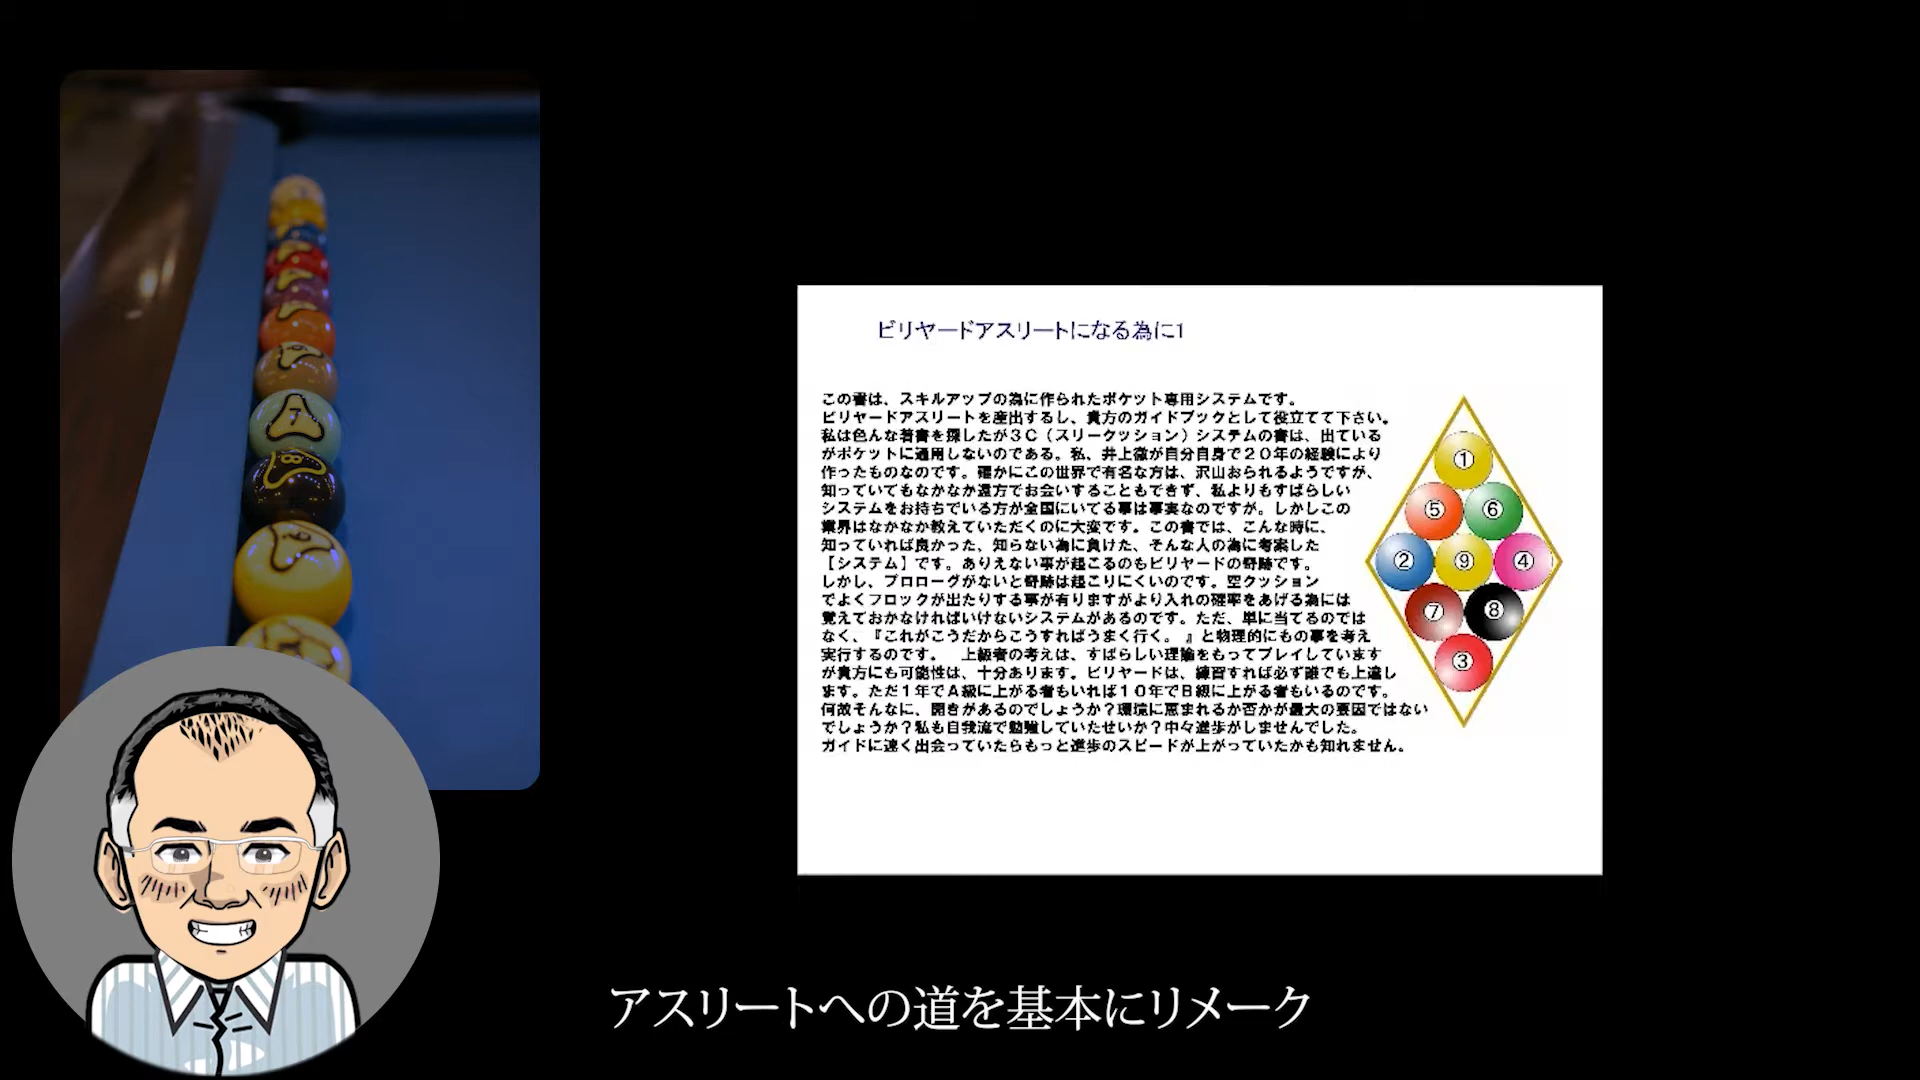 ビリヤードアスリートになる為に1
この書は、スキルアップの為に作られたポケット専用システムです。
ビリヤードアスリートを産出するし、貴方のガイドブックとして役立てて下さい。
私は色んな著書を探したが3C(スリークッション)システムの書は、出ている
がポケットに通用しないのである。私、井上徹が自分自身で20年の経験により
作ったものなのです。確かにこの世界で有名な方は、沢山おられるようですが、
知っていてもなかなか遠方でお会いすることもできず、私よりもすばらしい
システムをお持ちでいる方が全国にいてる事は事実なのですが。しかしこの
業界はなかなか教えていただくのに大変です。この書では、こんな時に、
知っていれば良かった、知らない為に負けた、そんな人の為に考案した
【システム】です。ありえない事が起こるのもビリヤードの奇跡です。
しかし、プロローグがないと奇跡は起こりにくいのです。空クッション
でよくフロックが出たりする事が有りますがより入れの確率をあげる為には
覚えておかなければいけないシステムがあるのです。ただ、単に当てるのでは
なく、『これがこうだからこうすればうまく行く。』と物理的にもの事を考え
実行するのです。 上級者の考えは、すばらしい理論をもってプレイしています
が貴方にも可能性は、十分あります。ビリヤードは、練習すれば必ず誰でも上達し
ます。ただ1年でA級に上がる者もいれば10年でB級に上がる者もいるのです。
何故そんなに、開きがあるのでしょうか?環境に恵まれるか否かが最大の要因ではない
でしょうか?私も自我流で勉強していたせいか?中々進歩がしませんでした。
ガイドに速く出会っていたらもっと進歩のスピードが上がっていたかも知れません。
①
⑤ ⑥
② ⑨ ④
⑦ ⑧
③
7
8
9
アスリートへの道を基本にリメーク